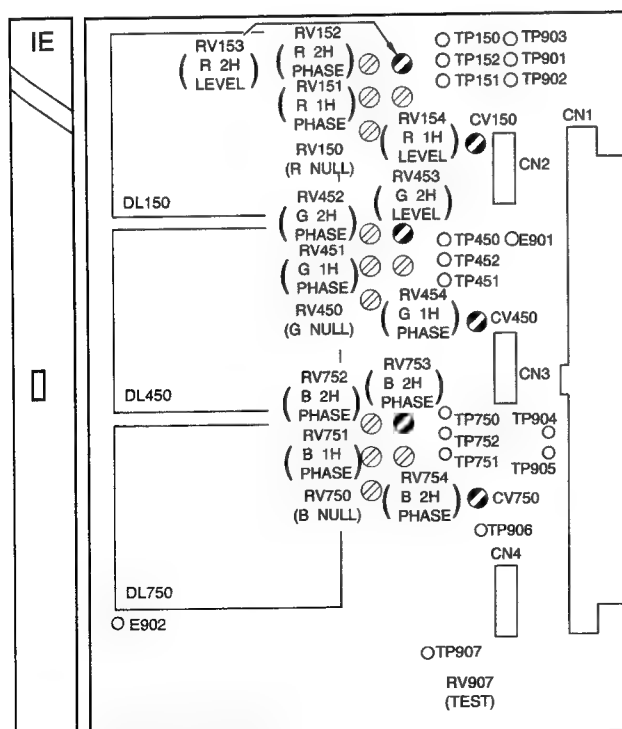 IE
RV153
( R 2H )
LEVEL
RV152
( R 2H )
PHASE
RV151
( R 1H )
PHASE
RV150
(R NULL)
RV154
( R 1H )
LEVEL
CV150
TP150
TP903
TP152
TP901
TP151
TP902
CN1
CN2
DL150
RV453
( G 2H )
LEVEL
RV452
( G 2H )
PHASE
RV451
( G 1H )
PHASE
RV450
(G NULL)
RV454
( G 1H )
PHASE
CV450
TP450
E901
TP452
TP451
CN3
DL450
RV753
( B 2H )
PHASE
RV752
( B 2H )
PHASE
RV751
( B 1H )
PHASE
RV750
(B NULL)
RV754
( B 2H )
PHASE
CV750
TP750
TP904
TP752
TP751
TP905
TP906
CN4
DL750
E902
TP907
RV907
(TEST)